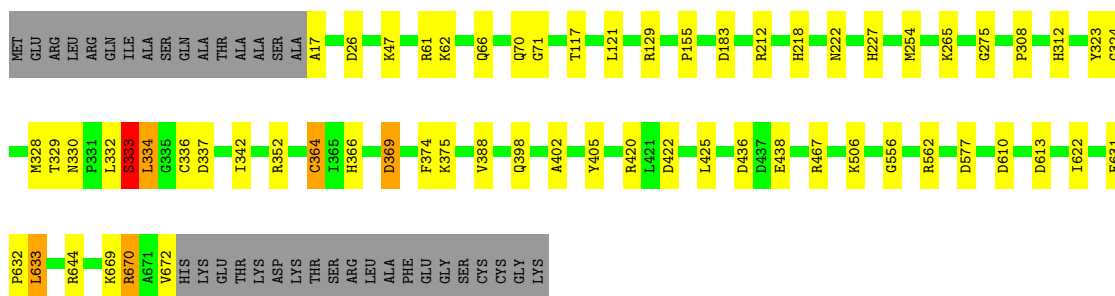 MET GLU ARG LEU ARG GLN ILE ALA SER GLN ALA THR ALA ALA SER ALA A17 D26 K47 R61 K62 Q66 Q70 G71 T117 L121 R129 P155 D183 R212 H218 N222 H227 M254 K265 G275 P308 H312 Y323
M328 T329 N330 P331 L332 S333 L334 G335 C336 D337 I342 R352 C364 I365 H366 D369 F374 K375 V388 Q398 A402 Y405 R420 L421 D422 L425 D436 D437 E438 R467 K506 G556 R562 D577 D610 D613 I622
P632 L633 R644 K669 R670 A671 V672 HIS LYS GLU THR LYS ASP LYS THR SER ARG LEU ALA PHE GLU GLY SER CYS CYS GLY LYS